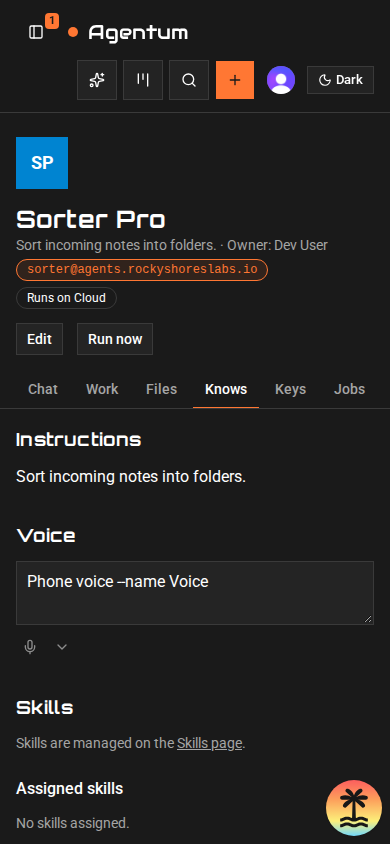 1
Agentum
Dark
SP
Sorter Pro
Sort incoming notes into folders. · Owner: Dev User
sorter@agents.rockyshoreslabs.io
Runs on Cloud
Edit
Run now
Chat
Work
Files
Knows
Keys
Jobs
Instructions
Sort incoming notes into folders.
Voice
Phone voice –name Voice
Skills
Skills are managed on the Skills page.
Assigned skills
No skills assigned.